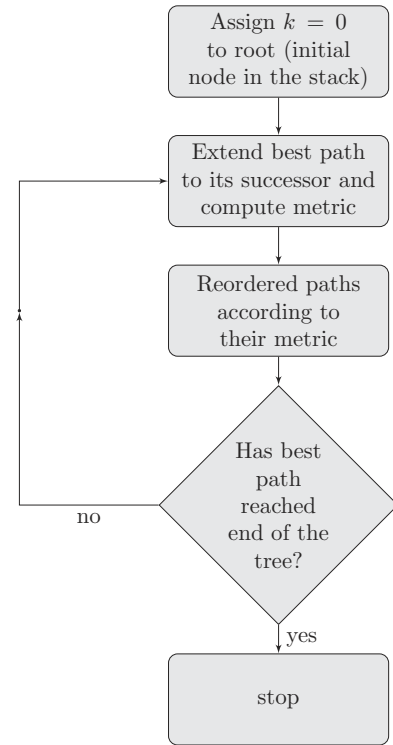 Assign k = 0
to root (initial
node in the stack)
Extend best path
to its successor and
compute metric
Reordered paths
according to
their metric
Has best
path
reached
end of the
tree?
no
yes
stop